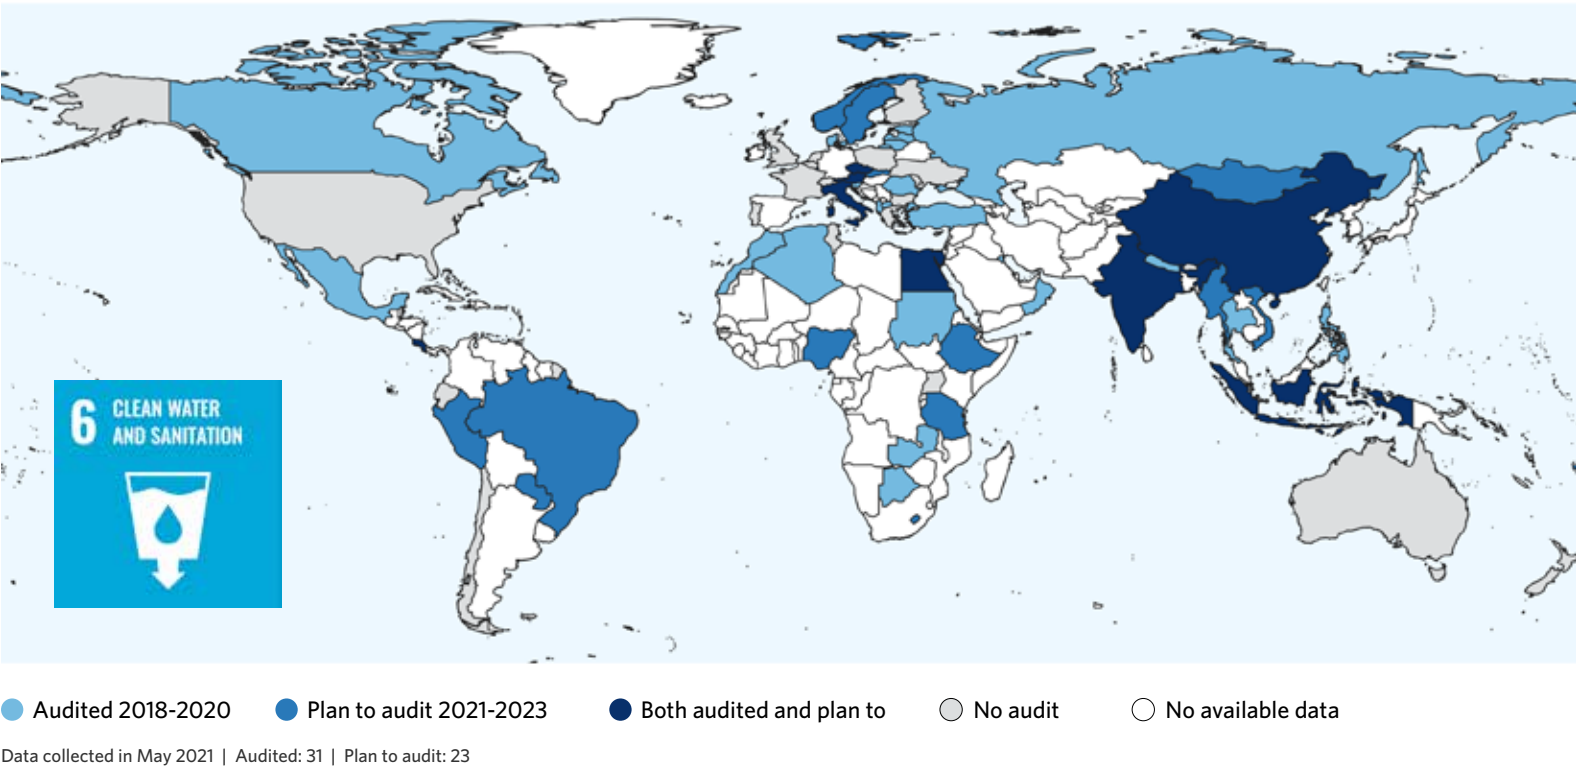 6 CLEAN WATER
AND SANITATION
Audited 2018-2020 Plan to audit 2021-2023 Both audited and plan to No audit No available data
Data collected in May 2021 | Audited: 31 | Plan to audit: 23